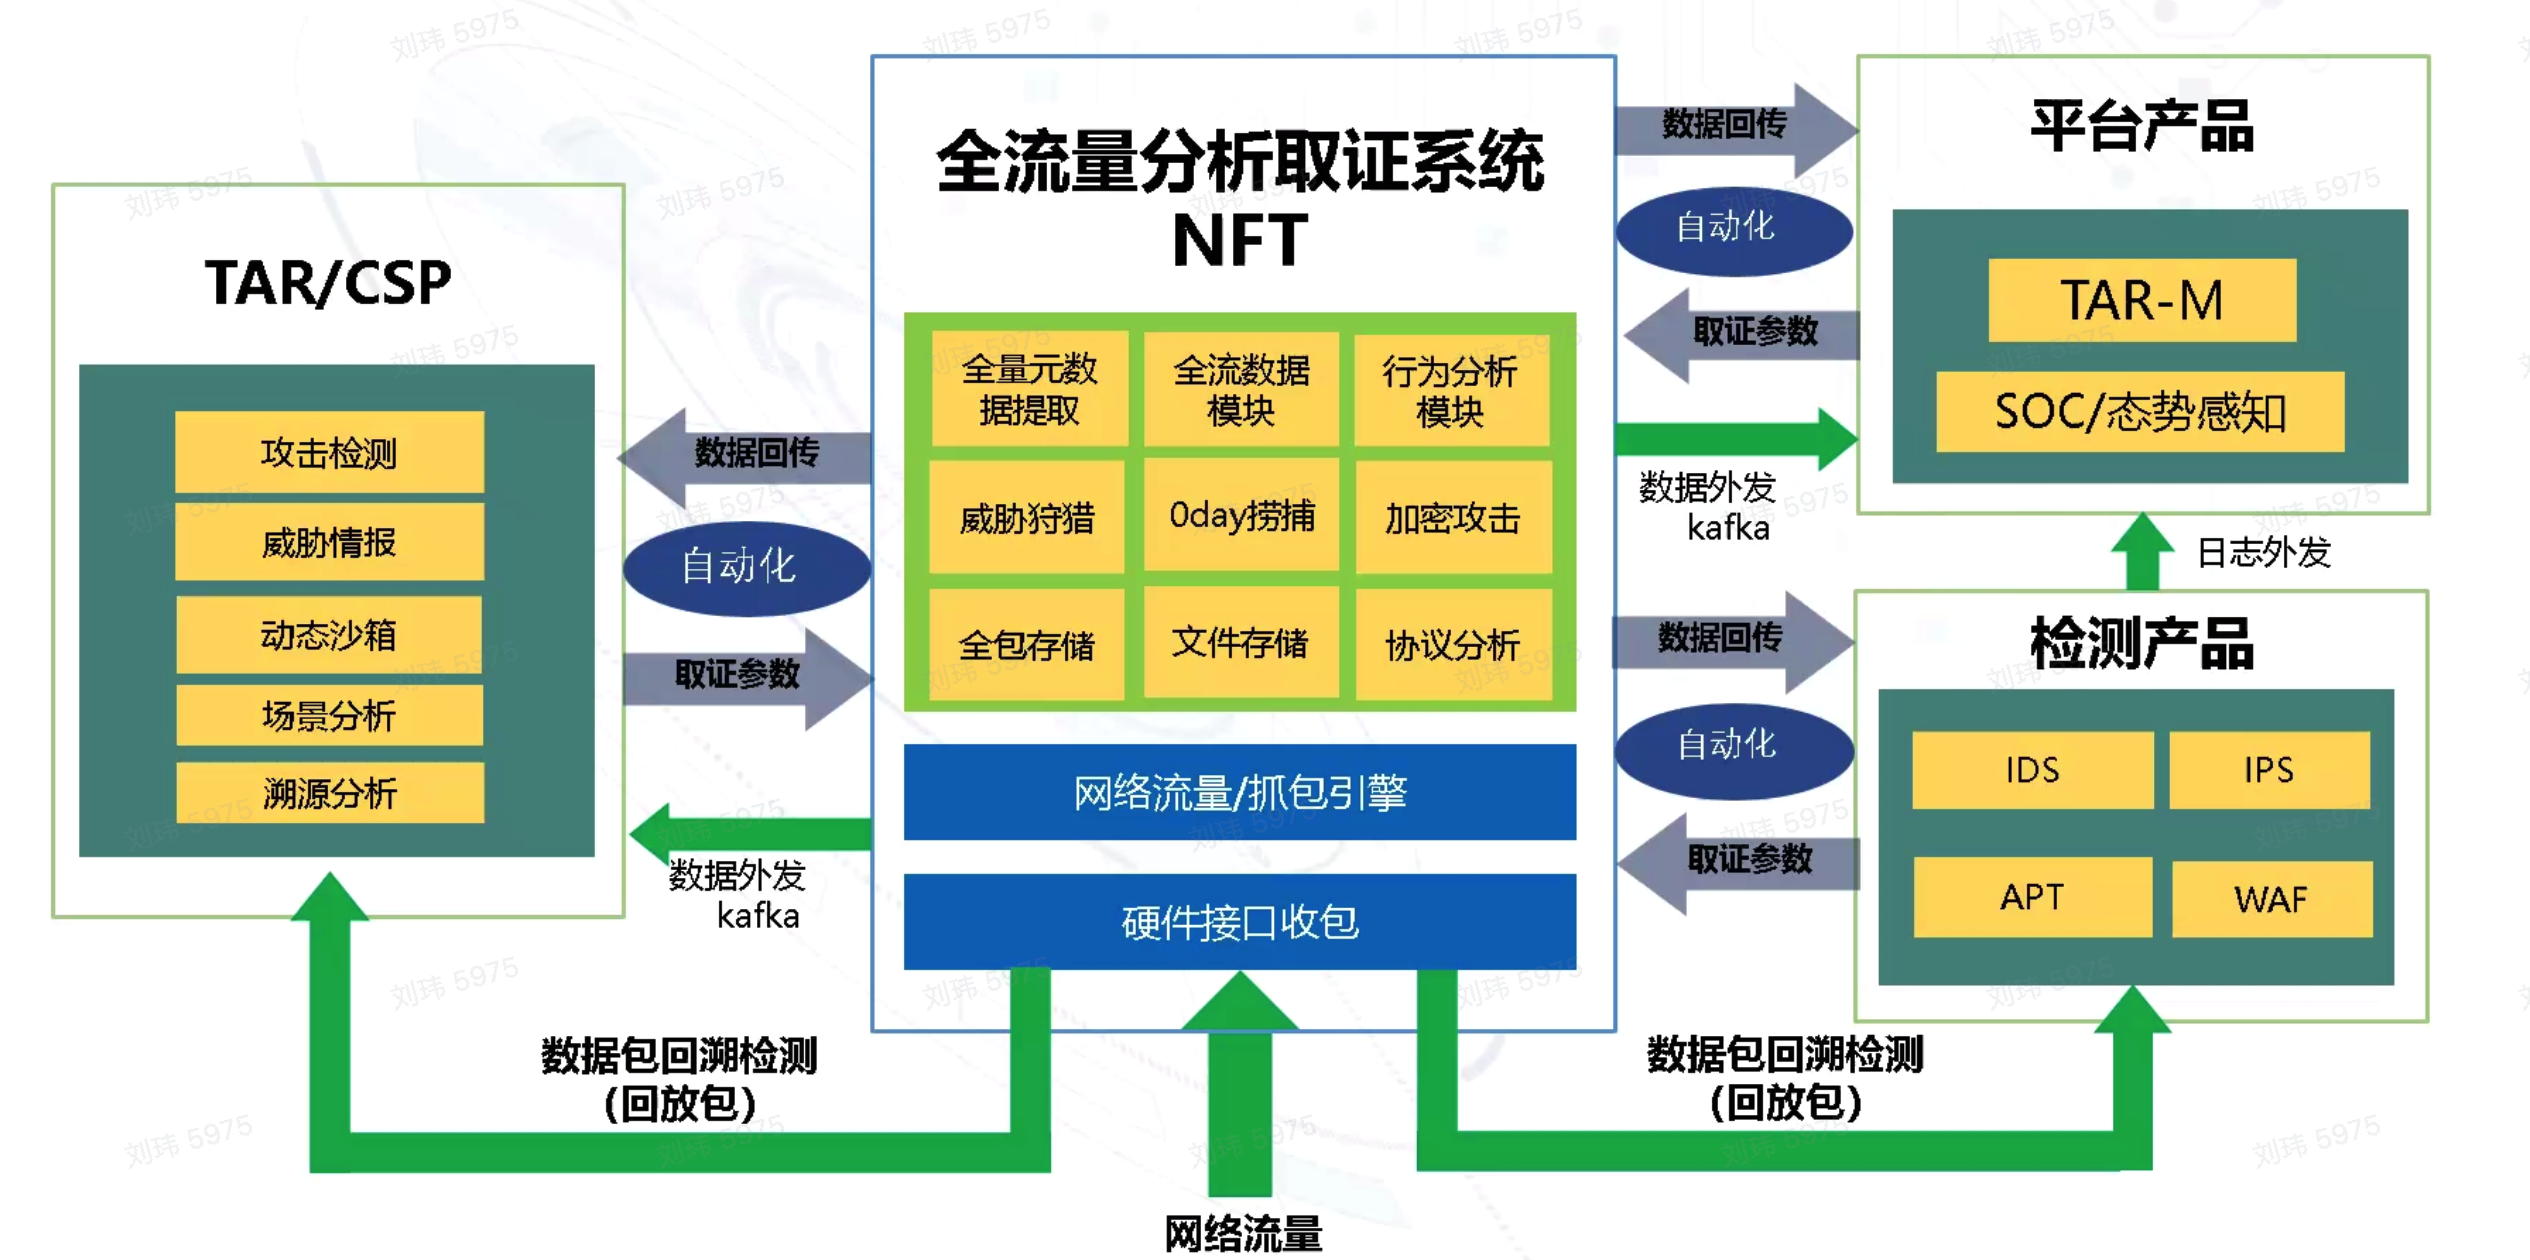 TAR/CSP
攻击检测
威胁情报
动态沙箱
场景分析
溯源分析
数据回传
自动化
取证参数
数据外发
kafka
全流量分析取证系统
NFT
全量元数
据提取
全流数据
模块
行为分析
模块
威胁狩猎
0day捞捕
加密攻击
全包存储
文件存储
协议分析
网络流量/抓包引擎
硬件接口收包
数据回传
自动化
取证参数
数据外发
kafka
平台产品
TAR-M
SOC/态势感知
日志外发
数据回传
自动化
取证参数
检测产品
IDS
IPS
APT
WAF
数据包回溯检测
(回放包)
数据包回溯检测
(回放包)
网络流量
刘玮 5975